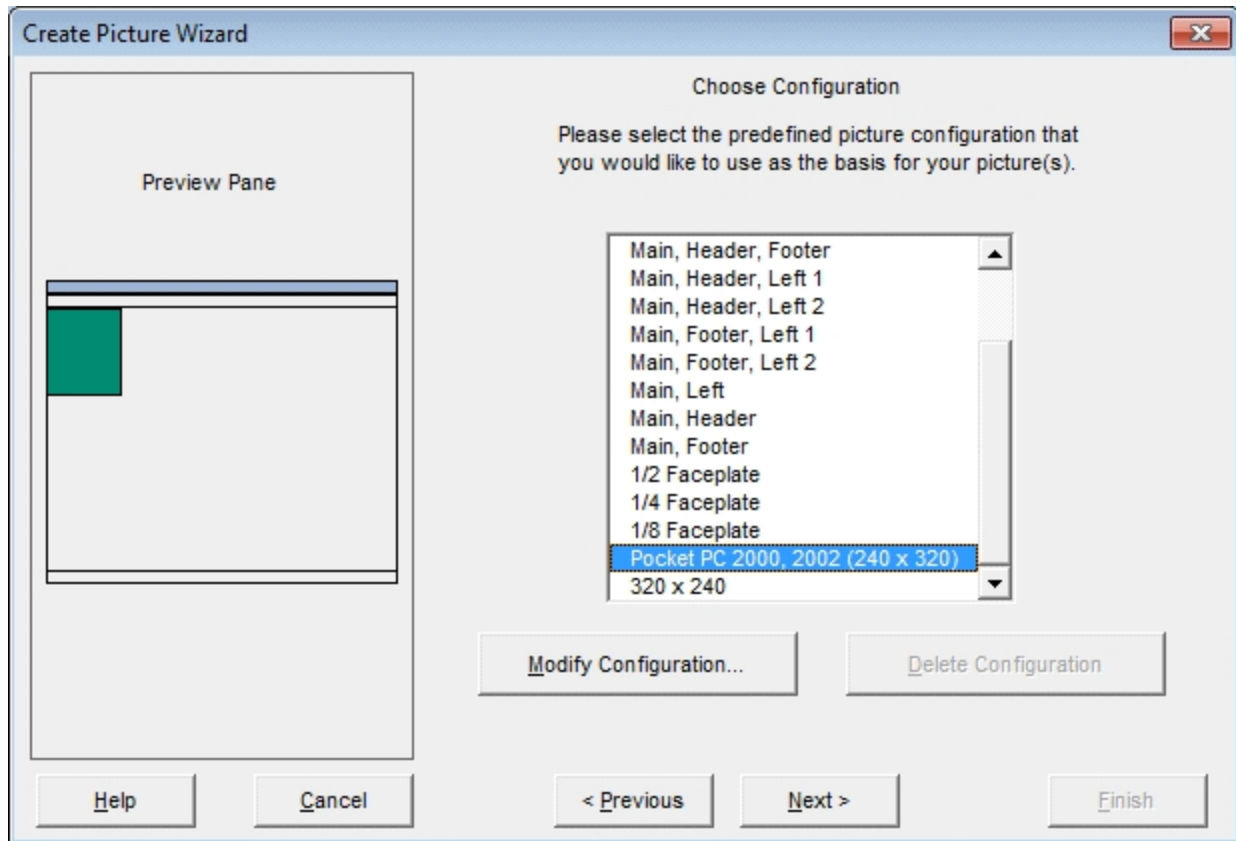 Create Picture Wizard
Preview Pane
Choose Configuration
Please select the predefined picture configuration that
you would like to use as the basis for your picture(s).
Main, Header, Footer
Main, Header, Left 1
Main, Header, Left 2
Main, Footer, Left 1
Main, Footer, Left 2
Main, Left
Main, Header
Main, Footer
1/2 Faceplate
1/4 Faceplate
1/8 Faceplate
Pocket PC 2000, 2002 (240 x 320)
320 x 240
Modify Configuration...
Delete Configuration
Help
Cancel
< Previous
Next >
Finish